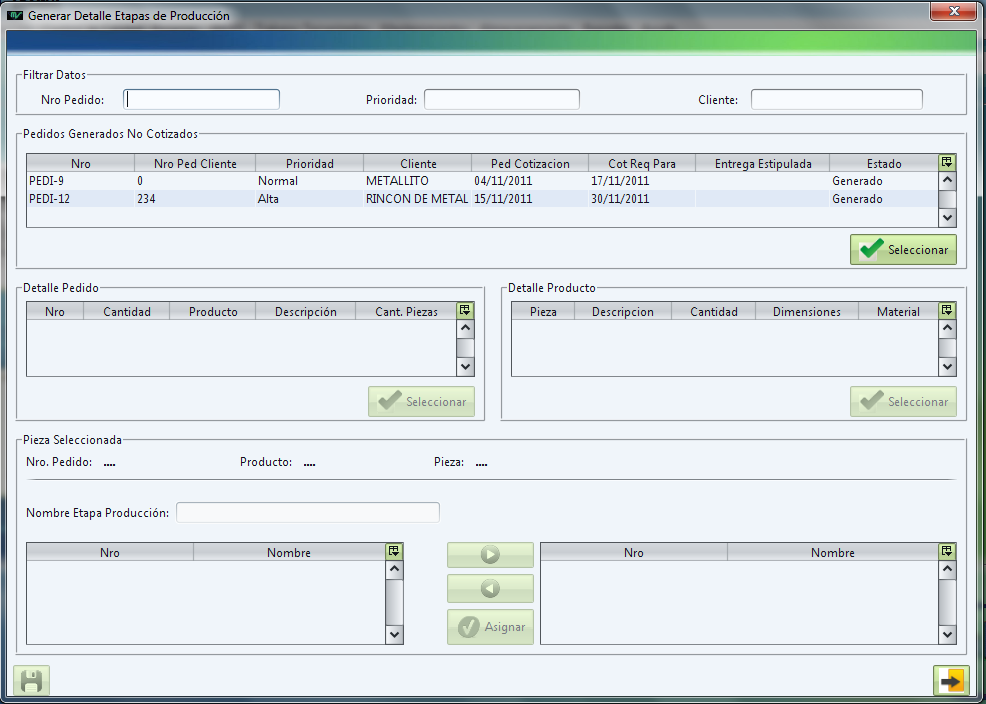 Generar Detalle Etapas de Producción
Filtrar Datos
Nro Pedido: Prioridad: Cliente:
Pedidos Generados No Cotizados
Nro Nro Ped Cliente Prioridad Cliente Ped Cotizacion Cot Req Para Entrega Estipulada Estado
PEDI-9 0 Normal METALLITO 04/11/2011 17/11/2011 Generado
PEDI-12 234 Alta RINCON DE METAL 15/11/2011 30/11/2011 Generado
Seleccionar
Detalle Pedido
Nro Cantidad Producto Descripción Cant. Piezas
Seleccionar
Detalle Producto
Pieza Descripcion Cantidad Dimensiones Material
Seleccionar
Pieza Seleccionada
Nro. Pedido: .... Producto: .... Pieza: ....
Nombre Etapa Producción:
Nro Nombre
Asignar
Nro Nombre